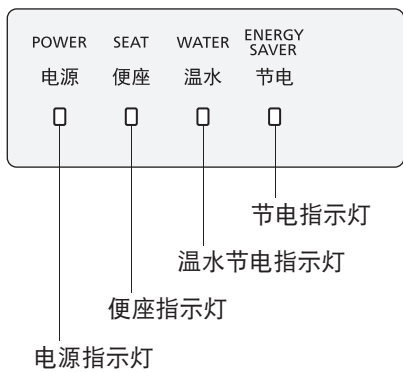 POWER SEAT WATER ENERGY SAVER
电源 便座 温水 节电
节电指示灯
温水节电指示灯
便座指示灯
电源指示灯